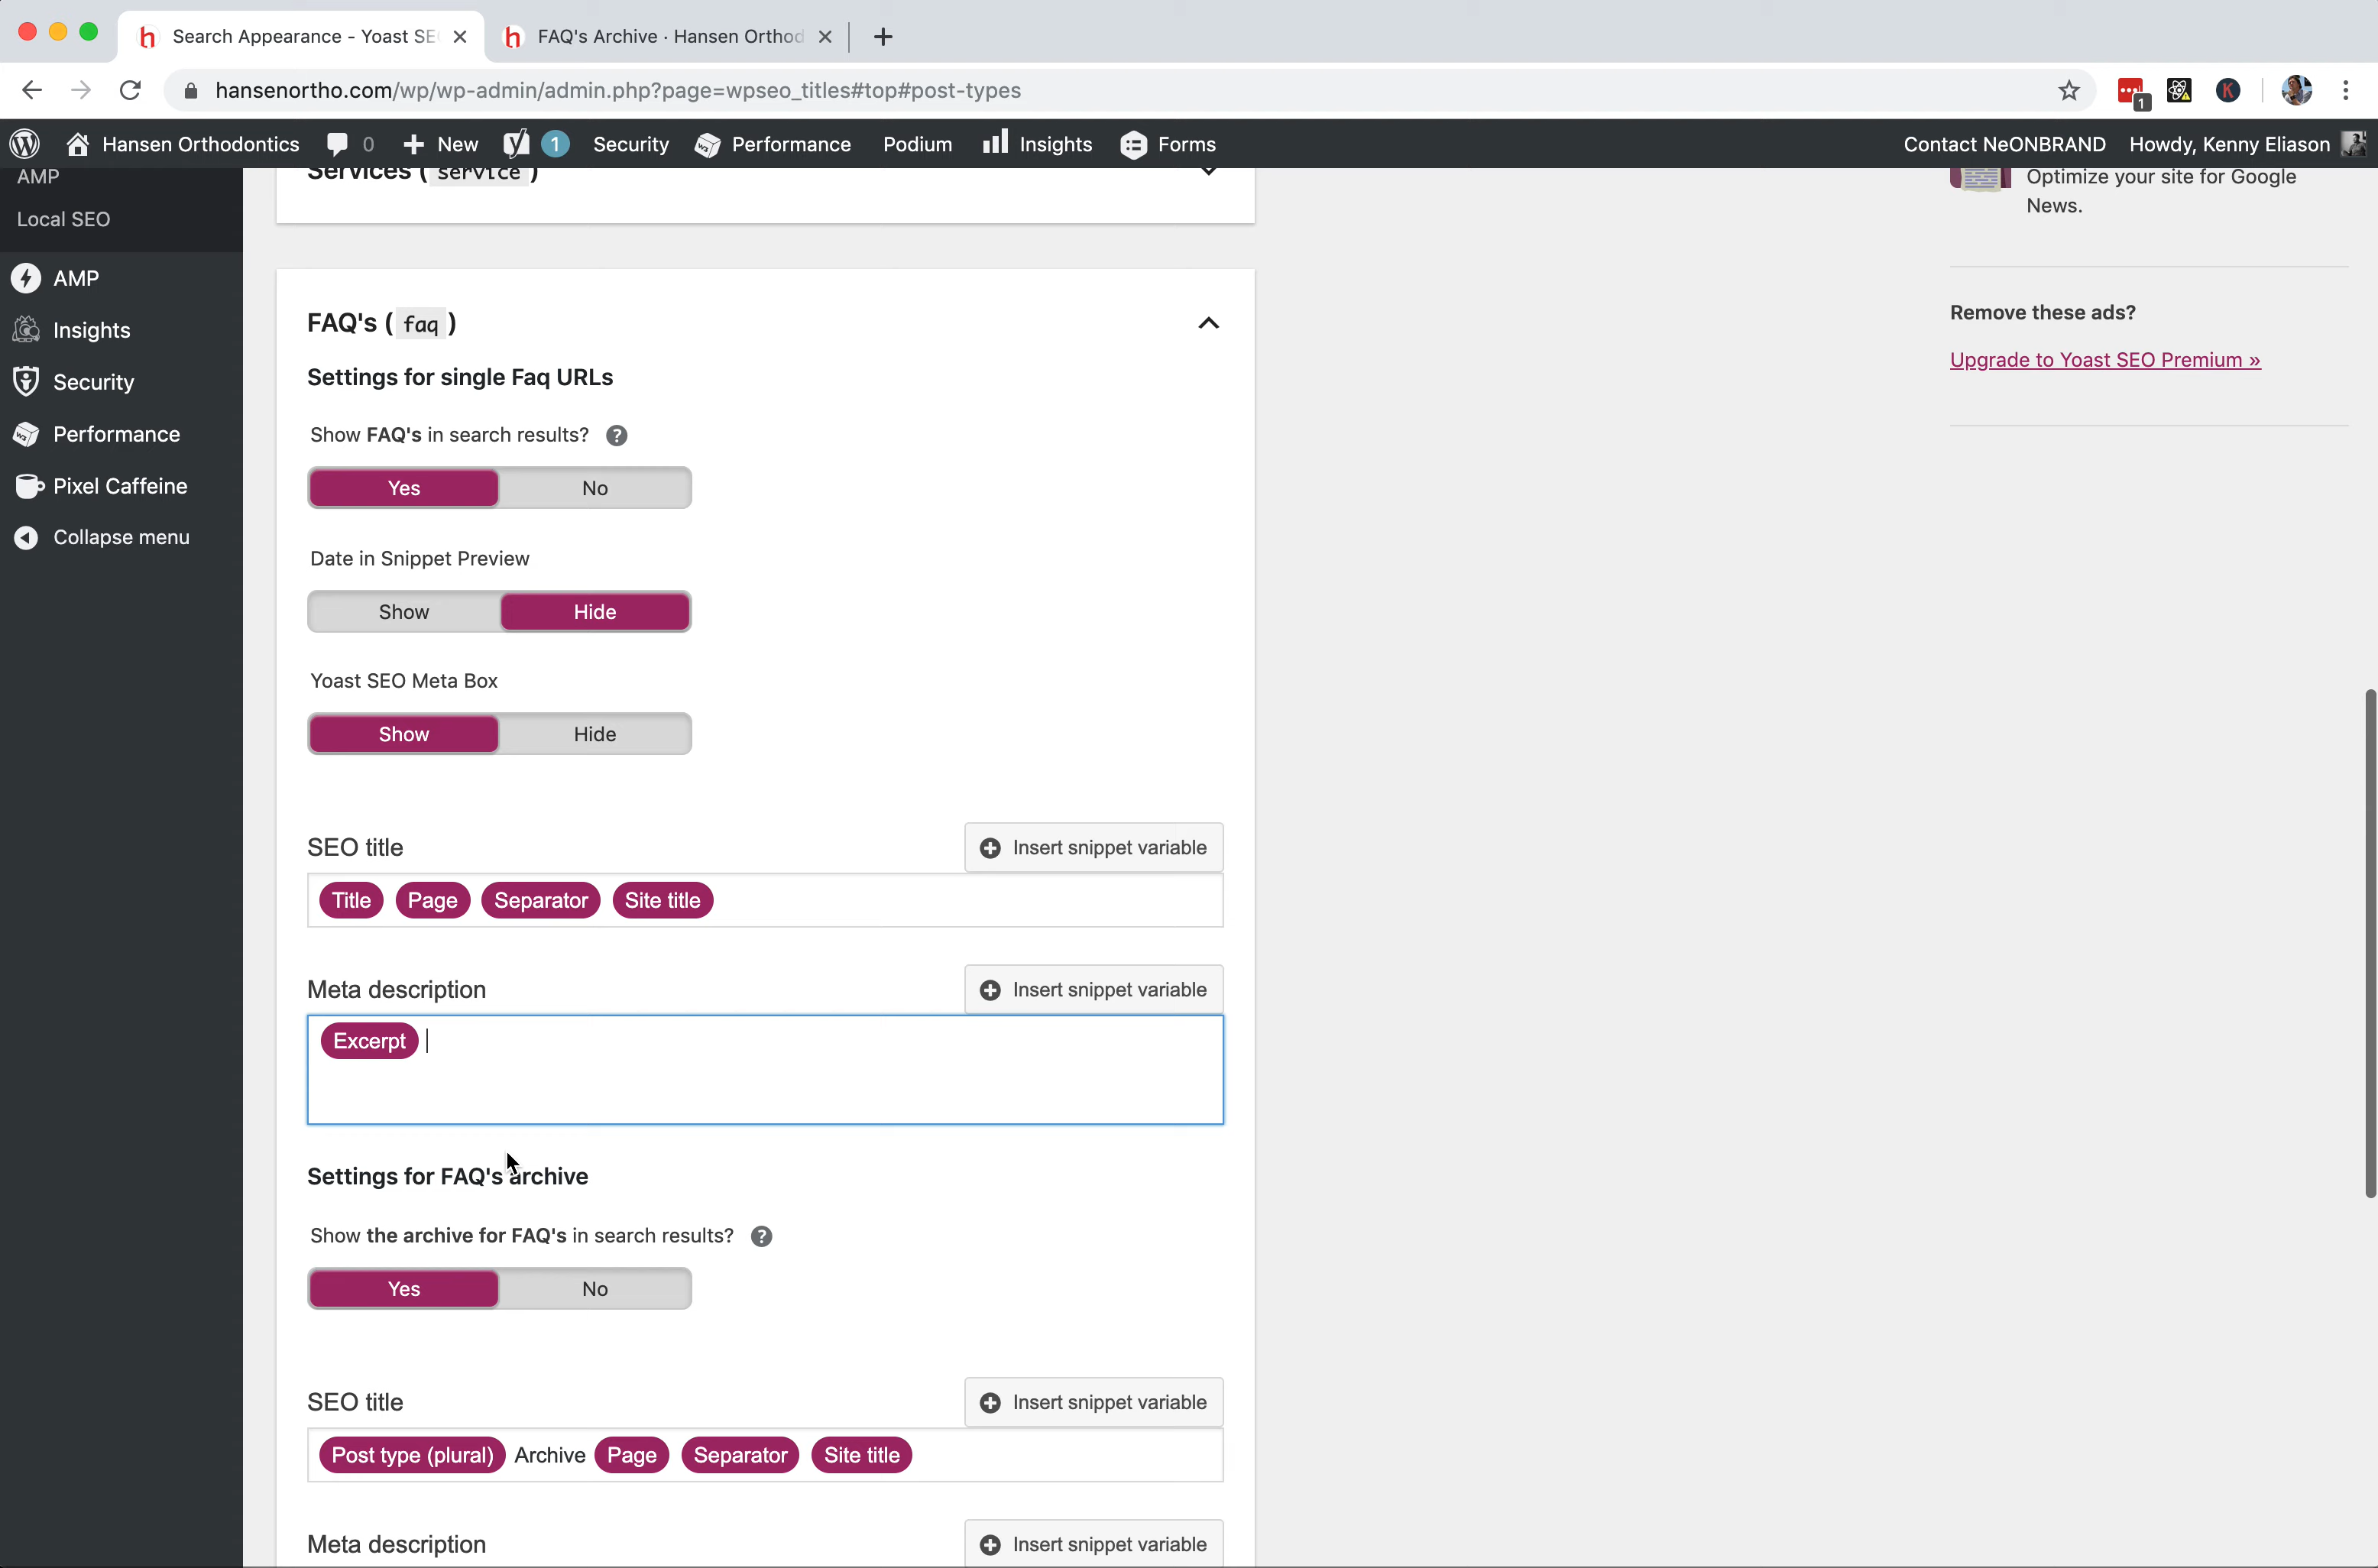 Search Appearance - Yoast SE
FAQ's Archive · Hansen Orthod
hansenortho.com/wp/wp-admin/admin.php?page=wpseo_titles#top#post-types
1
K
Hansen Orthodontics
0
New
1
Security
Performance
Podium
Insights
Forms
Contact NeONBRAND
Howdy, Kenny Eliason
AMP
Local SEO
AMP
Insights
Security
Performance
Pixel Caffeine
Collapse menu
Services ( service )
FAQ's ( faq )
Settings for single Faq URLs
Show FAQ's in search results? ?
Yes No
Date in Snippet Preview
Show Hide
Yoast SEO Meta Box
Show Hide
SEO title
Insert snippet variable
Title Page Separator Site title
Meta description
Insert snippet variable
Excerpt
Settings for FAQ's archive
Show the archive for FAQ's in search results? ?
Yes No
SEO title
Insert snippet variable
Post type (plural) Archive Page Separator Site title
Meta description
Insert snippet variable
Optimize your site for Google
News.
Remove these ads?
Upgrade to Yoast SEO Premium »